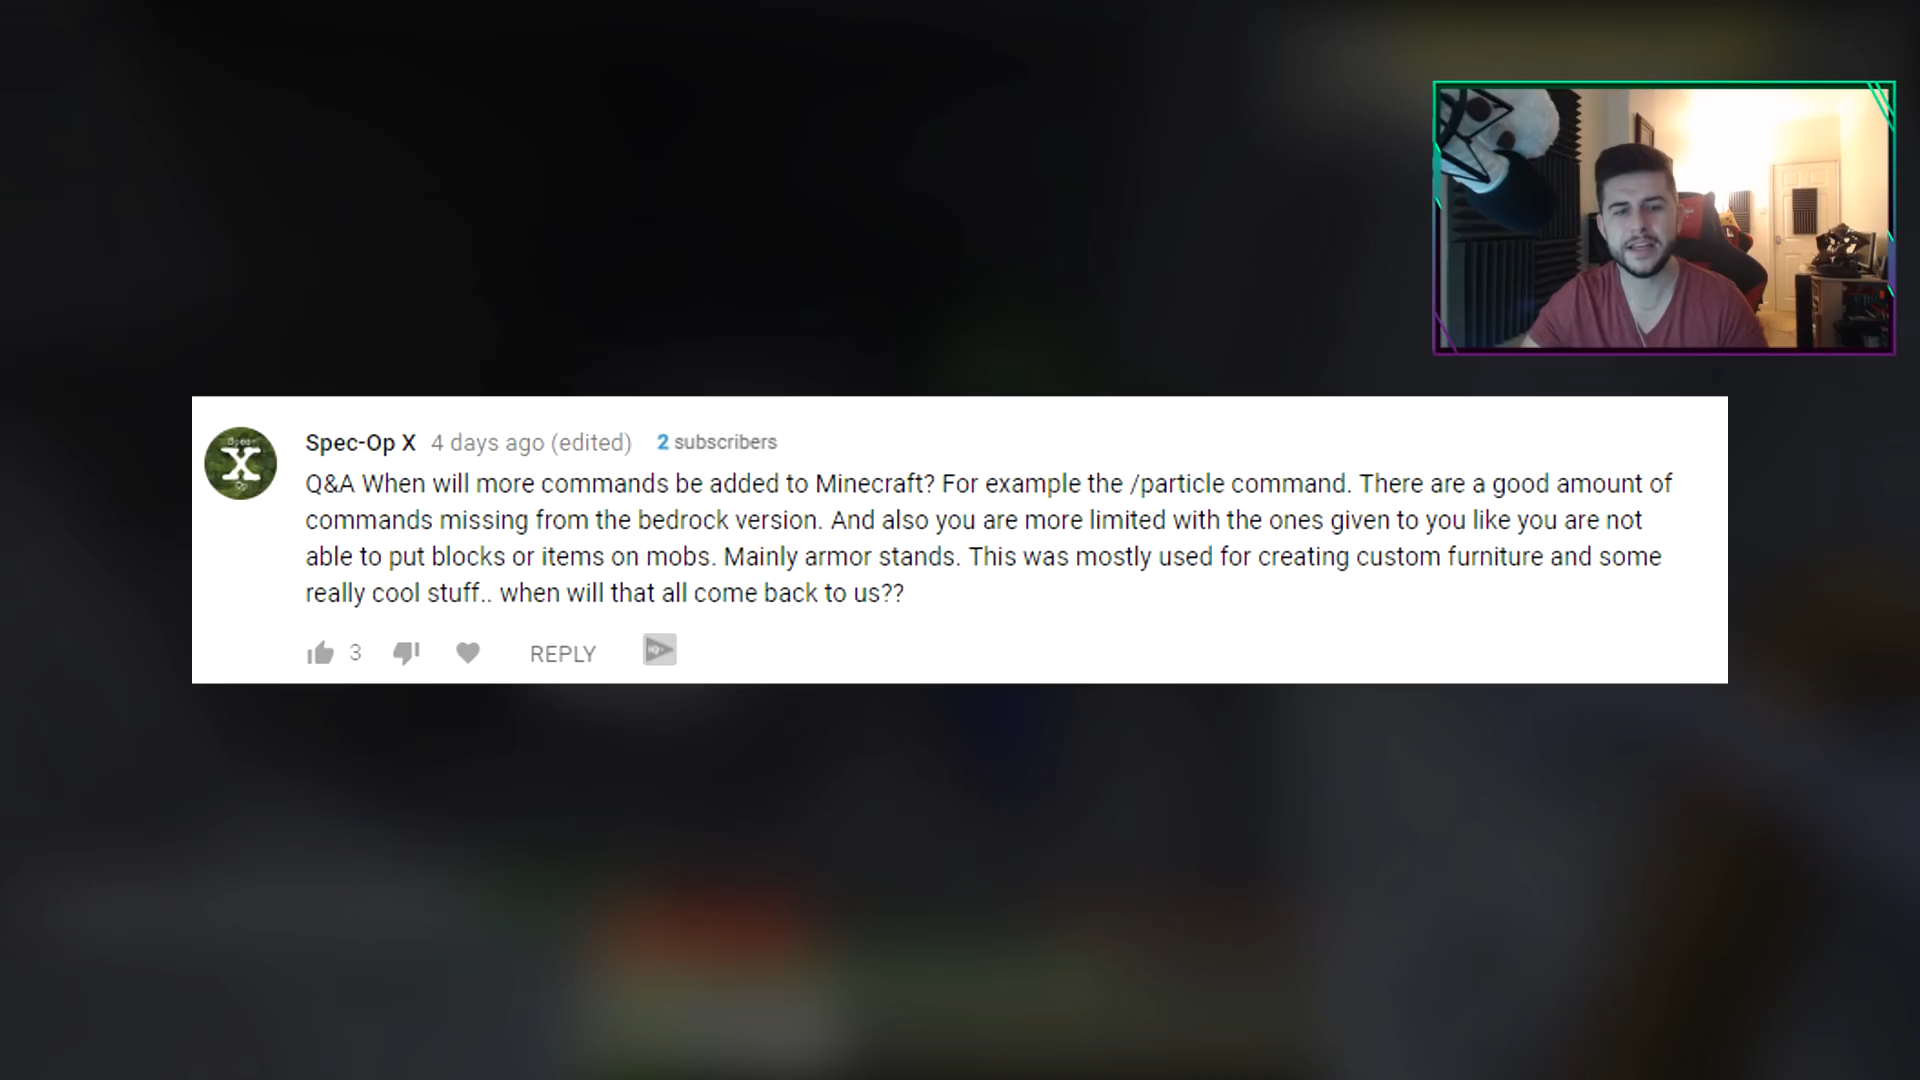 Spec-Op X 4 days ago (edited) 2 subscribers
Q&A When will more commands be added to Minecraft? For example the /particle command. There are a good amount of
commands missing from the bedrock version. And also you are more limited with the ones given to you like you are not
able to put blocks or items on mobs. Mainly armor stands. This was mostly used for creating custom furniture and some
really cool stuff.. when will that all come back to us??
3 REPLY
Spec-
X
Op